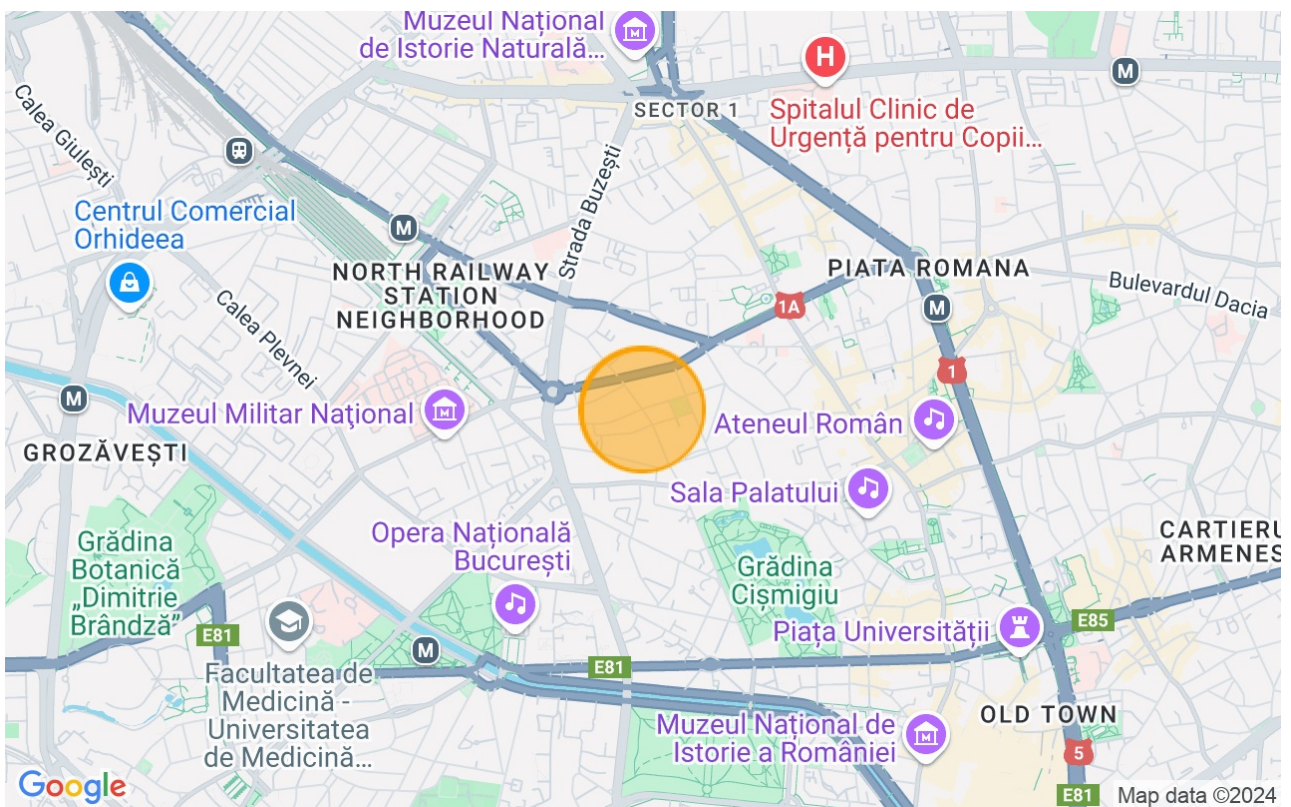 Muzeul Național
de Istorie Naturală...
H
M
SECTOR 1
Spitalul Clinic de
Urgență pentru Copii...
Calea Giulești
Strada Buzești
Centrul Comercial
Orhideea
M
NORTH RAILWAY
STATION
NEIGHBORHOOD
PIATA ROMANA
Bulevardul Dacia
1A
M
Calea Plevnei
1
M
Muzeul Militar Naţional
Ateneul Român
GROZĂVEȘTI
Sala Palatului
Opera Națională
București
CARTIERU
ARMENES
Grădina
Botanică
„Dimitrie
Brândză”
Grădina
Cișmigiu
E81
Piața Universității
E85
M
E81
Facultatea de
Medicină -
Universitatea
de Medicină...
Muzeul Național de
Istorie a României
OLD TOWN
5
Google
E81
Map data ©2024